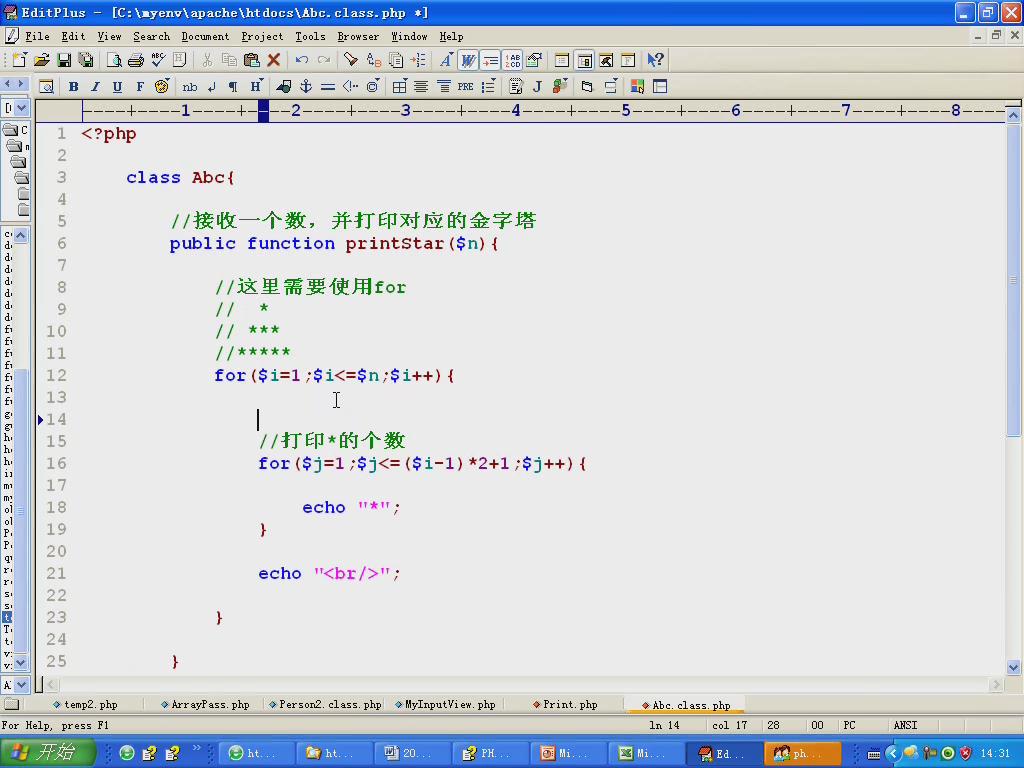 EditPlus - [C:\myenv\apache\htdocs\Abc.class.php *]
File Edit View Search Document Project Tools Browser Window Help
B I U F nb H PRE J
----+----1----+----2----+----3----+----4----+----5----+----6----+----7----+----8----
1 <?php
2
3 class Abc{
4
5 //接收一个数，并打印对应的金字塔
6 public function printStar($n){
7
8 //这里需要使用for
9 //  *
10 // ***
11 //*****
12 for($i=1;$i<=$n;$i++){
13
14
15 //打印*的个数
16 for($j=1;$j<=($i-1)*2+1;$j++){
17
18 echo "*";
19 }
20
21 echo "<br/>";
22
23 }
24
25 }
temp2.php ArrayPass.php Person2.class.php MyInputView.php Print.php Abc.class.php
For Help, press F1 ln 14 col 17 28 00 PC ANSI
开始 ht... ht... 20... PH... Mi... Mi... Ed... ph... 14:31